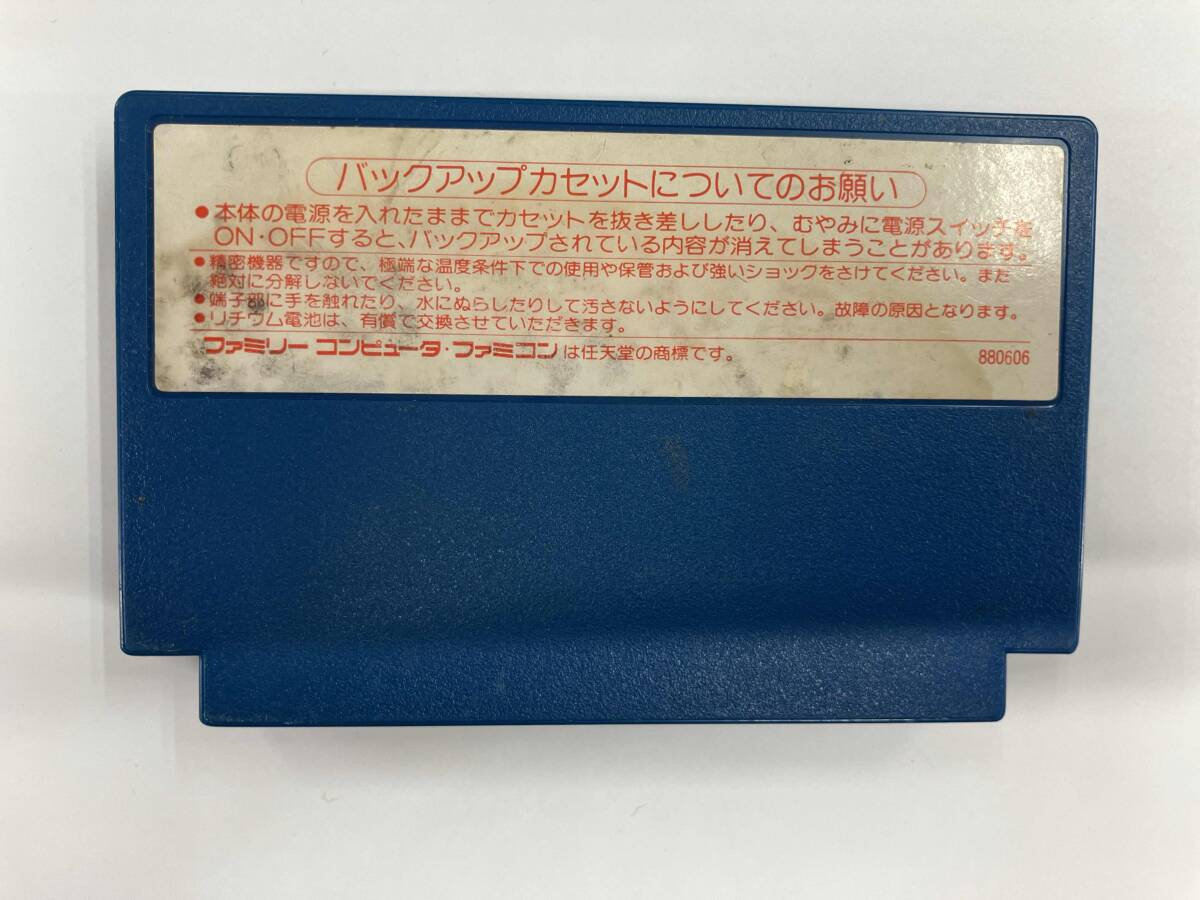 バックアップカセットについてのお願い
●本体の電源を入れたままでカセットを抜き差ししたり、むやみに電源スイッチを
ON・OFFすると、バックアップされている内容が消えてしまうことがあります。
●精密機器ですので、極端な温度条件下での使用や保管および強いショックをさけてください。また
絶対に分解しないでください。
●端子部に手を触れたり、水にぬらしたりして汚さないようにしてください。故障の原因となります。
●リチウム電池は、有償で交換させていただきます。
ファミリー コンピュータ・ファミコンは任天堂の商標です。 880606